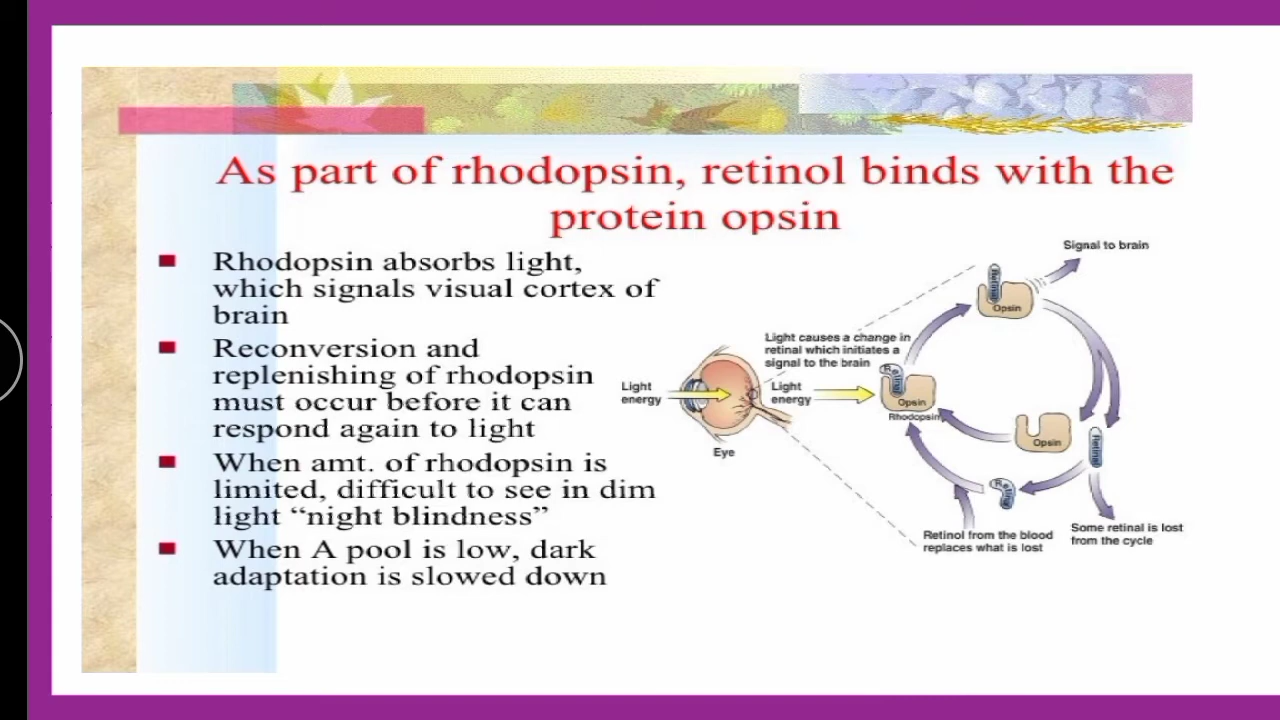 As part of rhodopsin, retinol binds with the
protein opsin
Rhodopsin absorbs light,
which signals visual cortex of
brain
Reconversion and
replenishing of rhodopsin
must occur before it can
respond again to light
When amt. of rhodopsin is
limited, difficult to see in dim
light “night blindness”
When A pool is low, dark
adaptation is slowed down
Signal to brain
Retinal
Opsin
Light causes a change in
retinal which initiates a
signal to the brain
Light
energy
Light
energy
Retinal
Opsin
Rhodopsin
Eye
Opsin
Retinal
Retinal
Retinol from the blood
replaces what is lost
Some retinal is lost
from the cycle